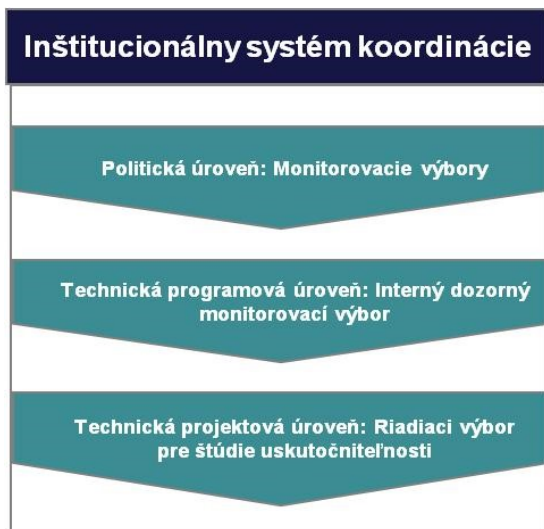 Inštitucionálny systém koordinácie
Politická úroveň: Monitorovacie výbory
Technická programová úroveň: Interný dozorný
monitorovací výbor
Technická projektová úroveň: Riadiaci výbor
pre štúdie uskutočniteľnosti